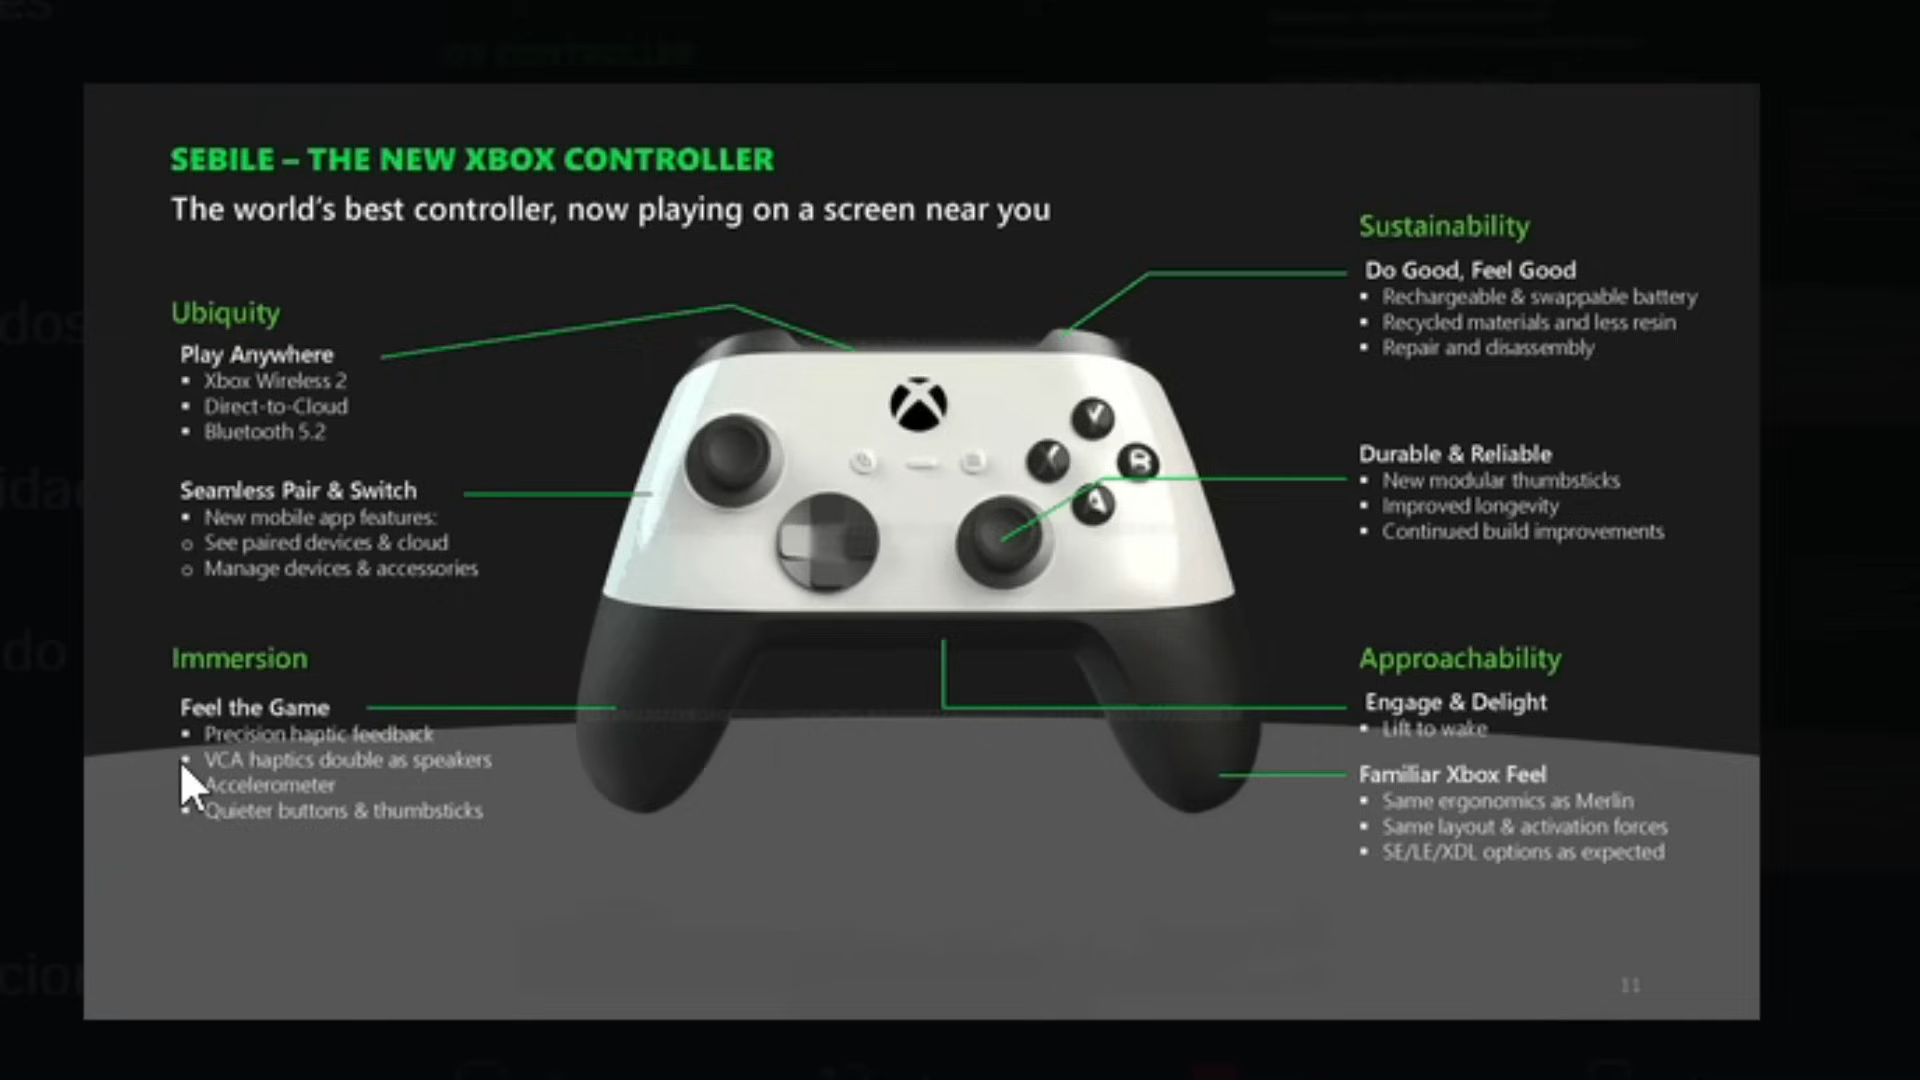 SEBILE – THE NEW XBOX CONTROLLER
The world's best controller, now playing on a screen near you
Ubiquity
Play Anywhere
▪ Xbox Wireless 2
▪ Direct-to-Cloud
▪ Bluetooth 5.2
Seamless Pair & Switch
▪ New mobile app features:
o See paired devices & cloud
o Manage devices & accessories
Immersion
Feel the Game
▪ Precision haptic feedback
▪ VCA haptics double as speakers
Accelerometer
▪ Quieter buttons & thumbsticks
Y
X
B
A
Sustainability
Do Good, Feel Good
▪ Rechargeable & swappable battery
▪ Recycled materials and less resin
▪ Repair and disassembly
Durable & Reliable
▪ New modular thumbsticks
▪ Improved longevity
▪ Continued build improvements
Approachability
Engage & Delight
▪ Lift to wake
Familiar Xbox Feel
▪ Same ergonomics as Merlin
▪ Same layout & activation forces
▪ SE/LE/XDL options as expected
11